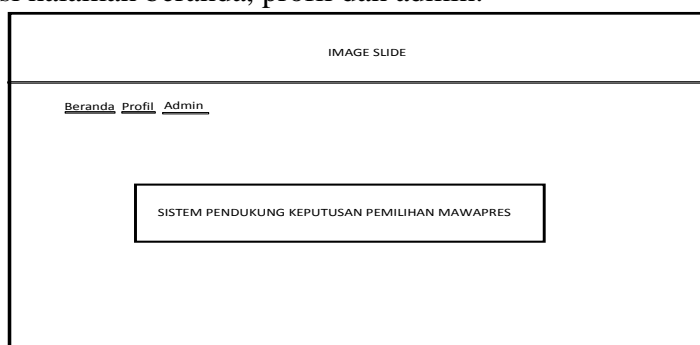 IMAGE SLIDE
Beranda Profil Admin
SISTEM PENDUKUNG KEPUTUSAN PEMILIHAN MAWAPRES